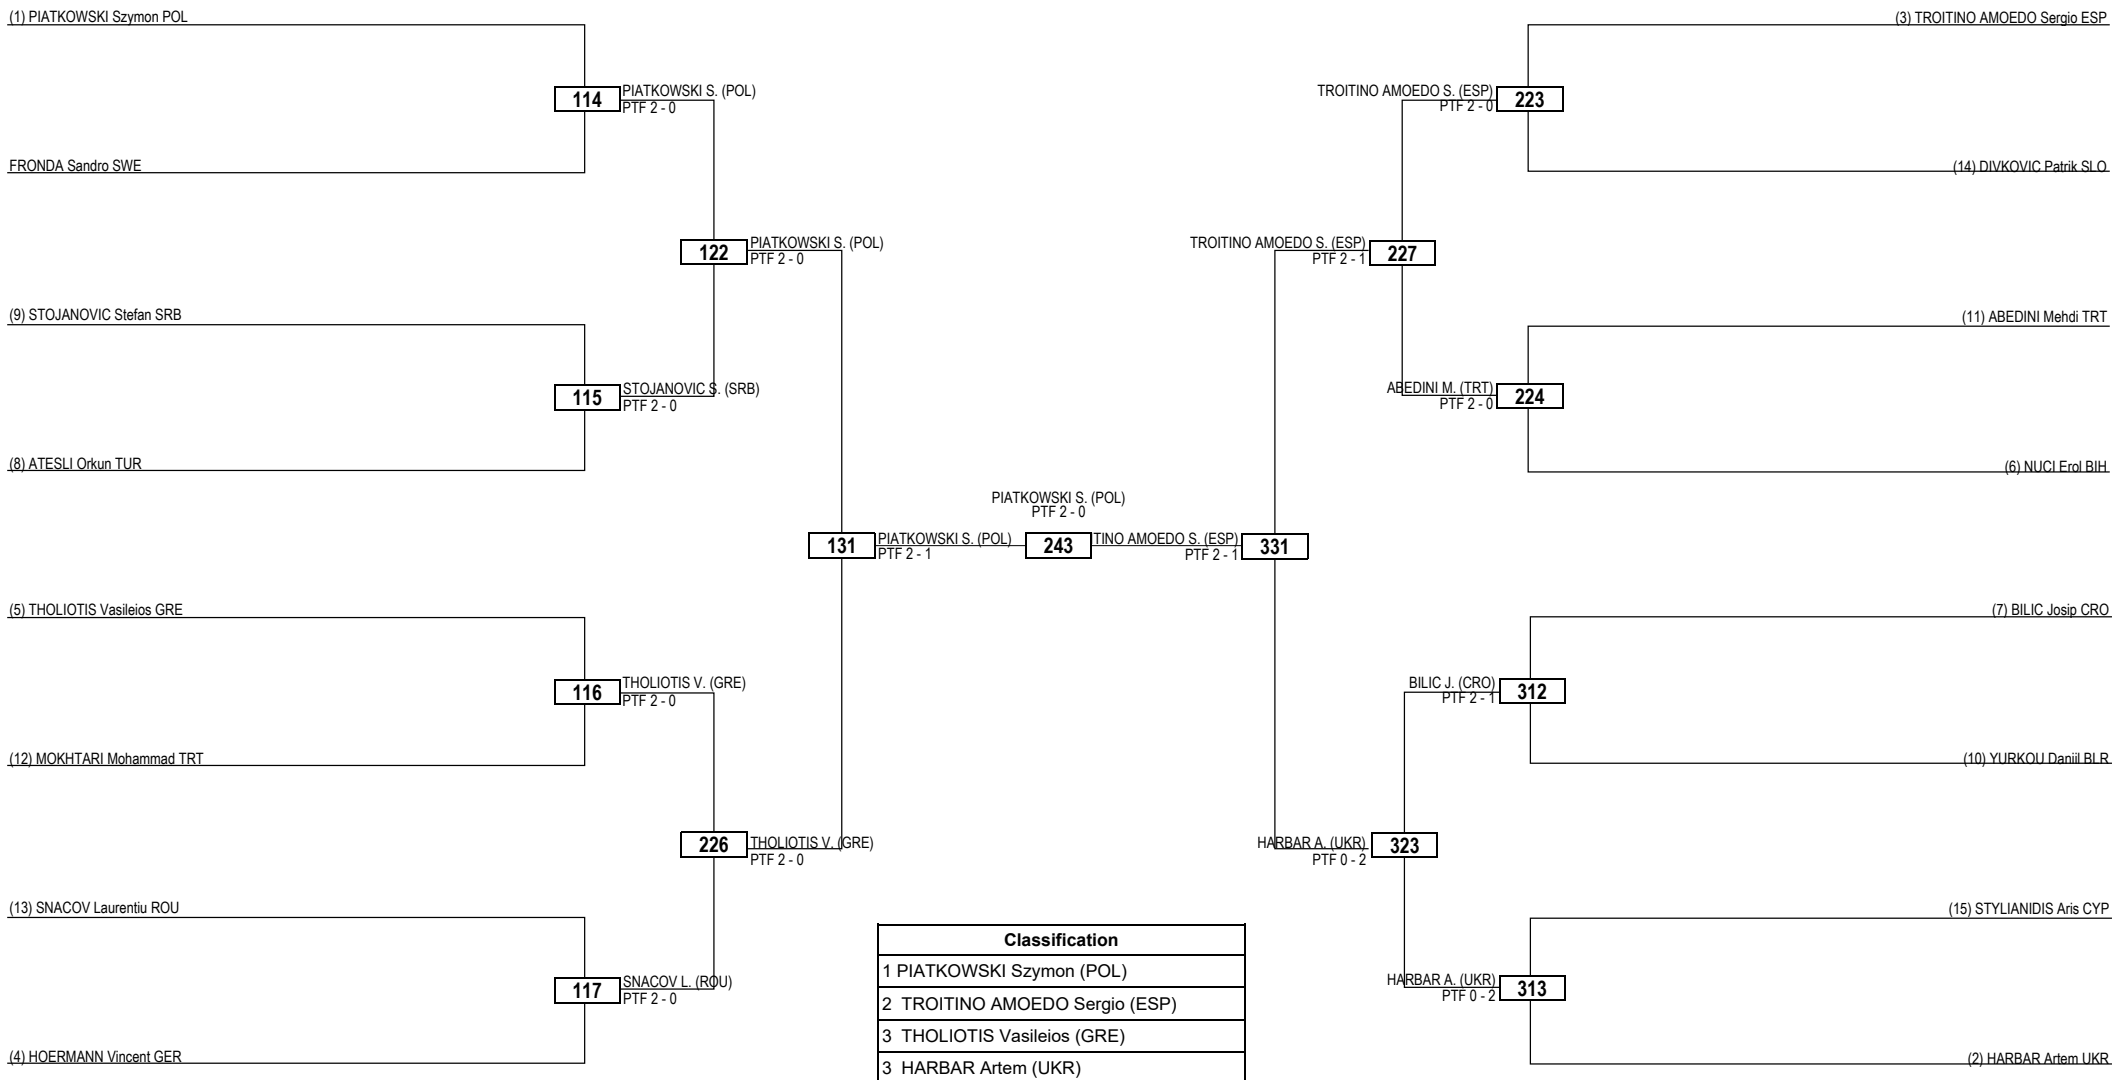 (1) PIATKOWSKI Szymon POL
(3) TROITINO AMOEDO Sergio ESP
114
PIATKOWSKI S. (POL)
PTF 2 - 0
TROITINO AMOEDO S. (ESP)
PTF 2 - 0
223
FRONDA Sandro SWE
(14) DIVKOVIC Patrik SLO
122
PIATKOWSKI S. (POL)
PTF 2 - 0
TROITINO AMOEDO S. (ESP)
PTF 2 - 1
227
(9) STOJANOVIC Stefan SRB
(11) ABEDINI Mehdi TRT
115
STOJANOVIC S. (SRB)
PTF 2 - 0
ABEDINI M. (TRT)
PTF 2 - 0
224
(8) ATESLI Orkun TUR
(6) NUCI Erol BIH
PIATKOWSKI S. (POL)
PTF 2 - 0
131
PIATKOWSKI S. (POL)
PTF 2 - 1
243
TINO AMOEDO S. (ESP)
PTF 2 - 1
331
(5) THOLIOTIS Vasileios GRE
(7) BILIC Josip CRO
116
THOLIOTIS V. (GRE)
PTF 2 - 0
BILIC J. (CRO)
PTF 2 - 1
312
(12) MOKHTARI Mohammad TRT
(10) YURKOU Daniil BLR
226
THOLIOTIS V. (GRE)
PTF 2 - 0
HARBAR A. (UKR)
PTF 0 - 2
323
(13) SNACOV Laurentiu ROU
(15) STYLIANIDIS Aris CYP
117
SNACOV L. (ROU)
PTF 2 - 0
HARBAR A. (UKR)
PTF 0 - 2
313
(4) HOERMANN Vincent GER
(2) HARBAR Artem UKR
Classification
1 PIATKOWSKI Szymon (POL)
2 TROITINO AMOEDO Sergio (ESP)
3 THOLIOTIS Vasileios (GRE)
3 HARBAR Artem (UKR)